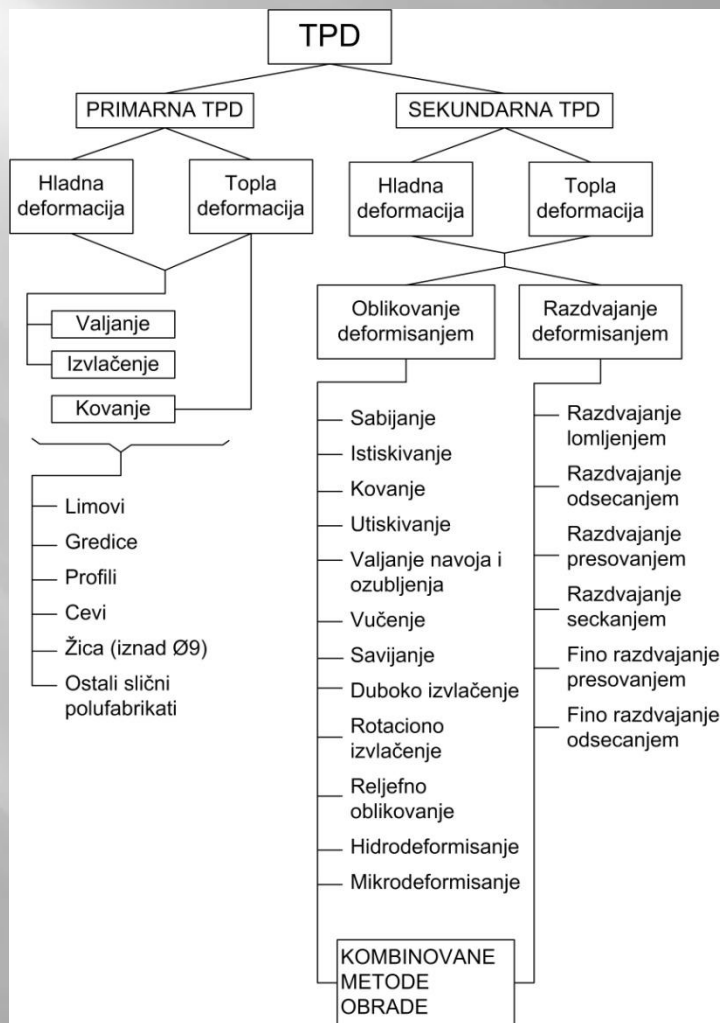 TPD
PRIMARNA TPD
SEKUNDARNA TPD
Hladna
deformacija
Topla
deformacija
Hladna
deformacija
Topla
deformacija
Valjanje
Izvlačenje
Kovanje
Limovi
Gredice
Profili
Cevi
Žica (iznad Ø9)
Ostali slični
polufabrikati
Oblikovanje
deformisanjem
Sabijanje
Istiskivanje
Kovanje
Utiskivanje
Valjanje navoja i
ozubljenja
Vučenje
Savijanje
Duboko izvlačenje
Rotaciono
izvlačenje
Reljefno
oblikovanje
Hidrodeformisanje
Mikrodeformisanje
Razdvajanje
deformisanjem
Razdvajanje
lomljenjem
Razdvajanje
odsecanjem
Razdvajanje
presovanjem
Razdvajanje
seckanjem
Fino razdvajanje
presovanjem
Fino razdvajanje
odsecanjem
KOMBINOVANE
METODE
OBRADE